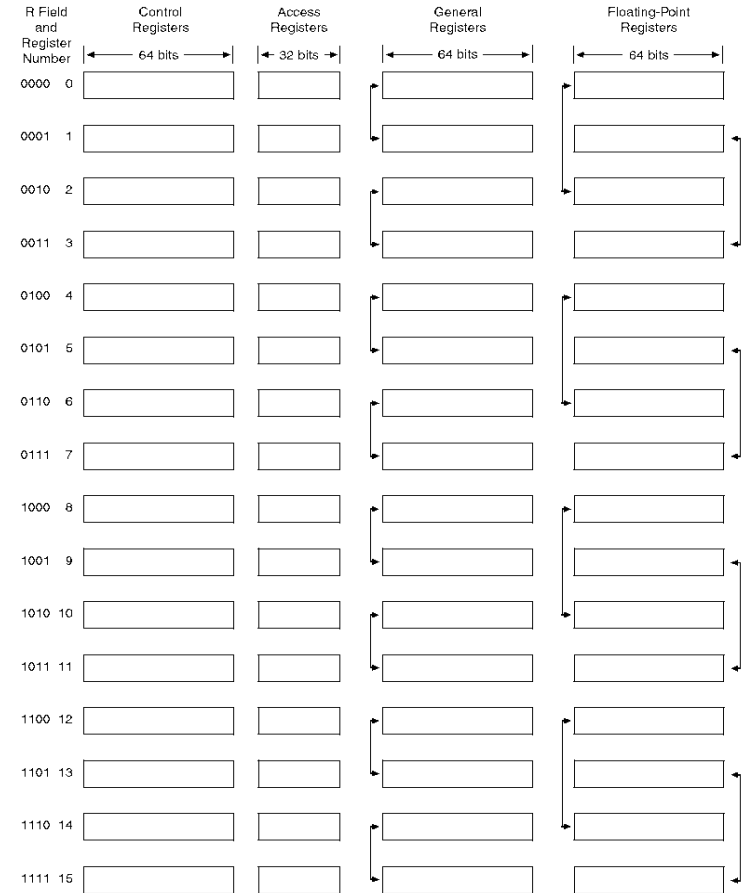 R Field
and
Register
Number
Control
Registers
Access
Registers
General
Registers
Floating-Point
Registers
64 bits
32 bits
64 bits
64 bits
0000 0
0001 1
0010 2
0011 3
0100 4
0101 5
0110 6
0111 7
1000 8
1001 9
1010 10
1011 11
1100 12
1101 13
1110 14
1111 15